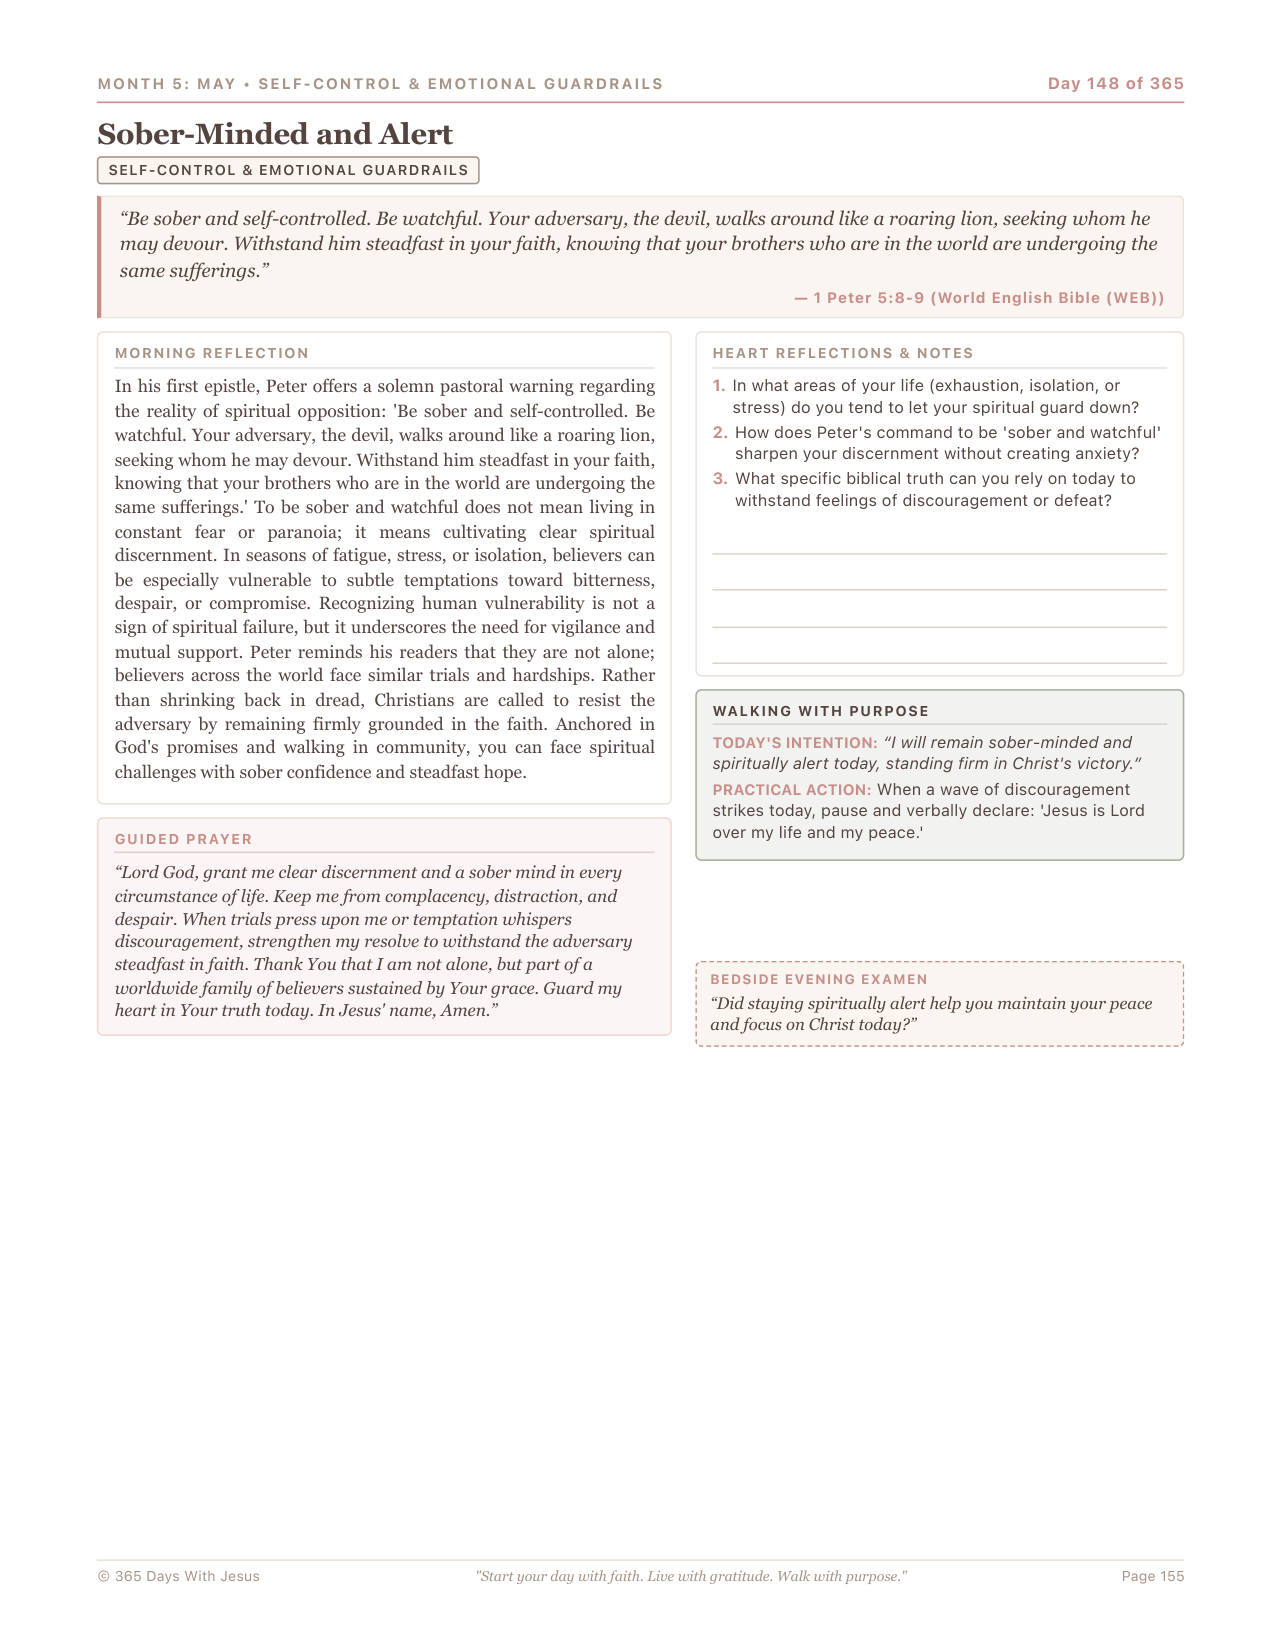 MONTH 5: MAY • SELF-CONTROL & EMOTIONAL GUARDRAILS
Day 148 of 365
Sober-Minded and Alert
SELF-CONTROL & EMOTIONAL GUARDRAILS
“Be sober and self-controlled. Be watchful. Your adversary, the devil, walks around like a roaring lion, seeking whom he
may devour. Withstand him steadfast in your faith, knowing that your brothers who are in the world are undergoing the
same sufferings.”
— 1 Peter 5:8-9 (World English Bible (WEB))
MORNING REFLECTION
In his first epistle, Peter offers a solemn pastoral warning regarding
the reality of spiritual opposition: 'Be sober and self-controlled. Be
watchful. Your adversary, the devil, walks around like a roaring lion,
seeking whom he may devour. Withstand him steadfast in your faith,
knowing that your brothers who are in the world are undergoing the
same sufferings.' To be sober and watchful does not mean living in
constant fear or paranoia; it means cultivating clear spiritual
discernment. In seasons of fatigue, stress, or isolation, believers can
be especially vulnerable to subtle temptations toward bitterness,
despair, or compromise. Recognizing human vulnerability is not a
sign of spiritual failure, but it underscores the need for vigilance and
mutual support. Peter reminds his readers that they are not alone;
believers across the world face similar trials and hardships. Rather
than shrinking back in dread, Christians are called to resist the
adversary by remaining firmly grounded in the faith. Anchored in
God's promises and walking in community, you can face spiritual
challenges with sober confidence and steadfast hope.
GUIDED PRAYER
“Lord God, grant me clear discernment and a sober mind in every
circumstance of life. Keep me from complacency, distraction, and
despair. When trials press upon me or temptation whispers
discouragement, strengthen my resolve to withstand the adversary
steadfast in faith. Thank You that I am not alone, but part of a
worldwide family of believers sustained by Your grace. Guard my
heart in Your truth today. In Jesus' name, Amen.”
HEART REFLECTIONS & NOTES
1. In what areas of your life (exhaustion, isolation, or
stress) do you tend to let your spiritual guard down?
2. How does Peter's command to be 'sober and watchful'
sharpen your discernment without creating anxiety?
3. What specific biblical truth can you rely on today to
withstand feelings of discouragement or defeat?
WALKING WITH PURPOSE
TODAY'S INTENTION: “I will remain sober-minded and
spiritually alert today, standing firm in Christ's victory.”
PRACTICAL ACTION: When a wave of discouragement
strikes today, pause and verbally declare: 'Jesus is Lord
over my life and my peace.'
BEDSIDE EVENING EXAMEN
“Did staying spiritually alert help you maintain your peace
and focus on Christ today?”
© 365 Days With Jesus
"Start your day with faith. Live with gratitude. Walk with purpose."
Page 155